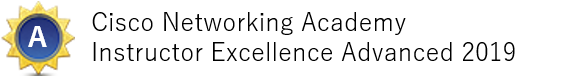 A
Cisco Networking Academy
Instructor Excellence Advanced 2019